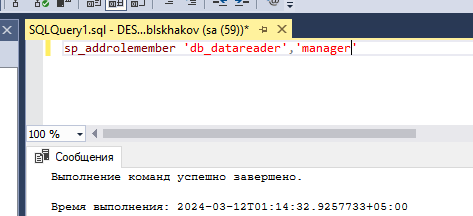 SQLQuery1.sql - DES...blskhakov (sa (59))*
sp_addrolemember 'db_datareader','manager'
100 %
Сообщения
Выполнение команд успешно завершено.
Время выполнения: 2024-03-12T01:14:32.9257733+05:00